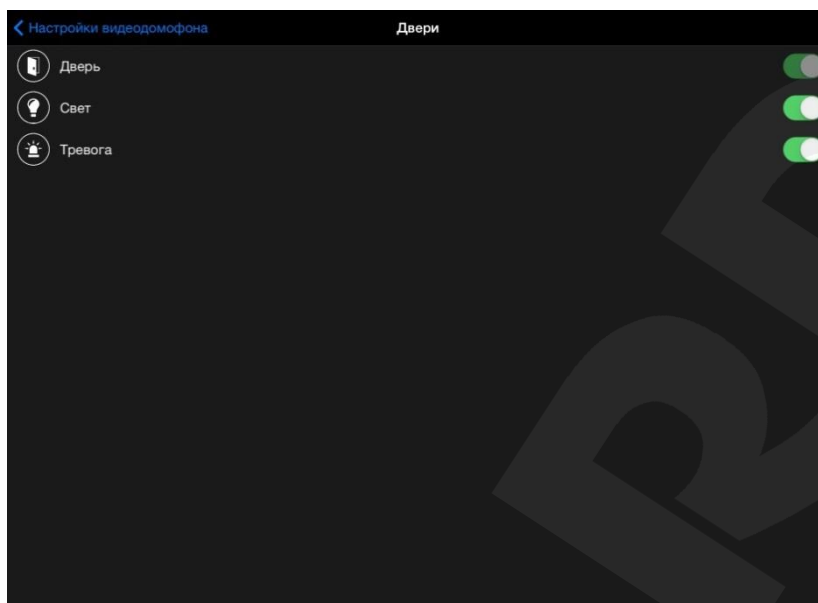 Настройки видеодомофона
Двери
Дверь
Свет
Тревога